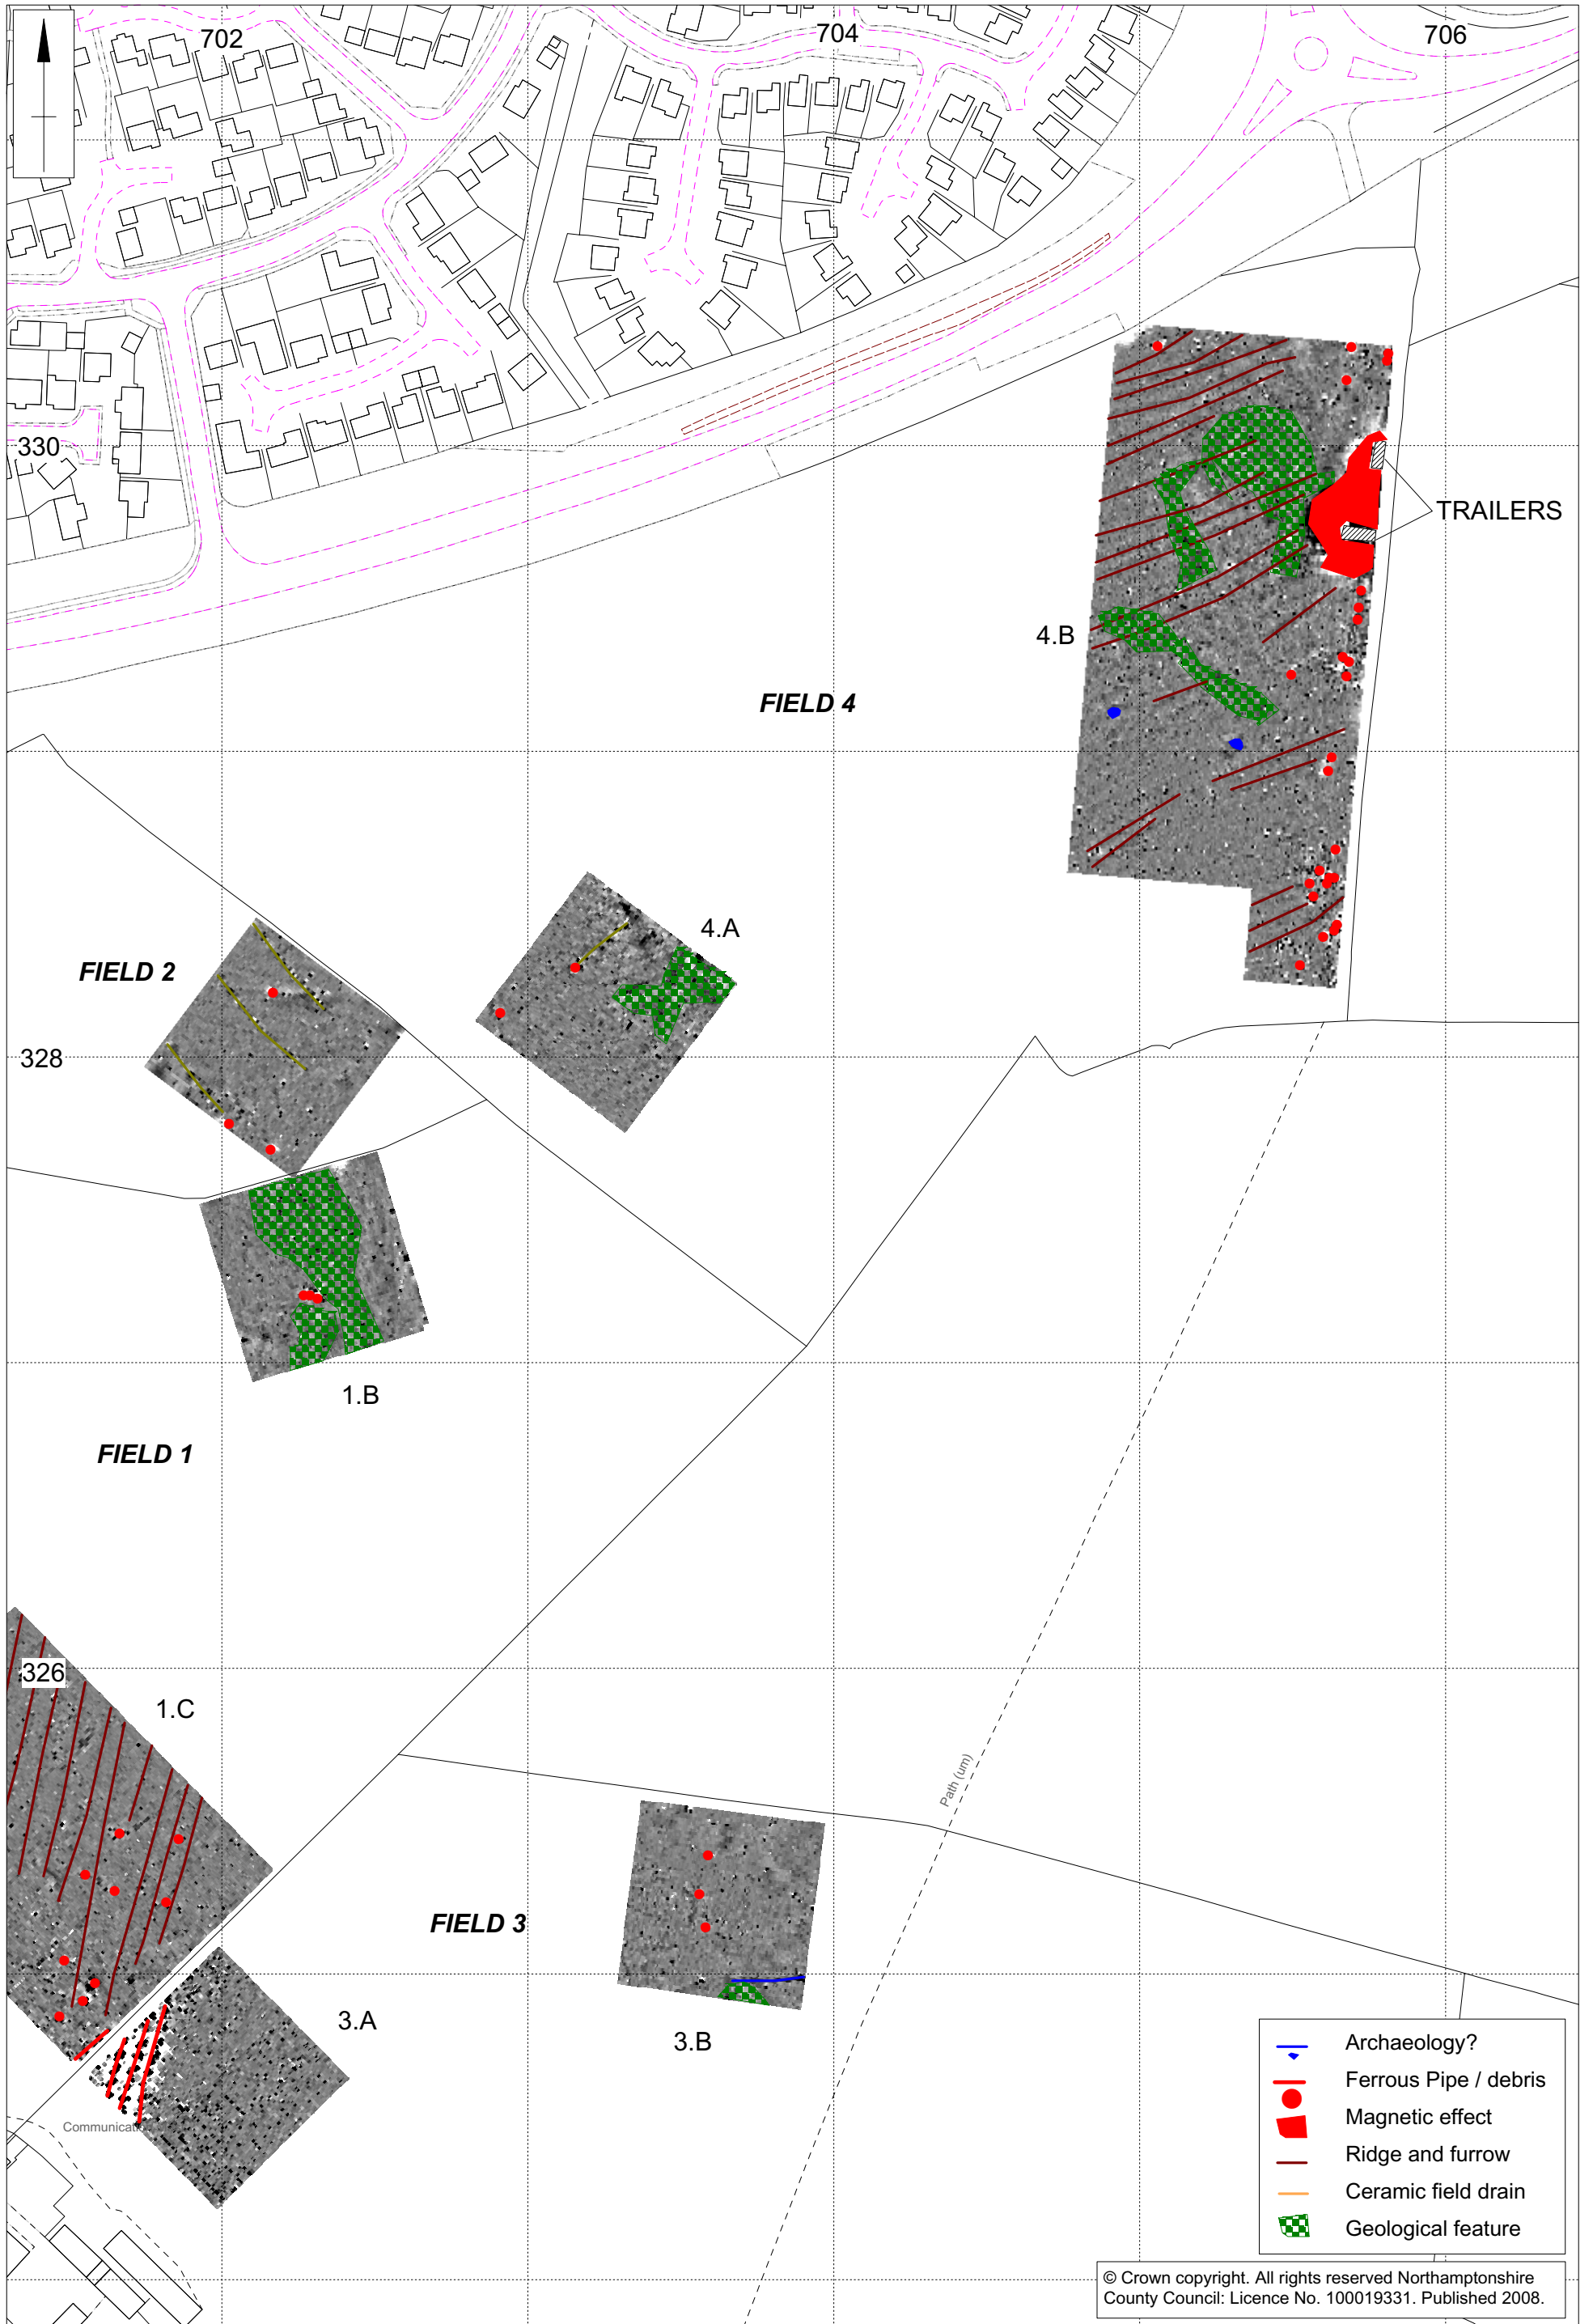 702
704
706
330
TRAILERS
4.B
FIELD 4
4.A
FIELD 2
328
1.B
FIELD 1
326
1.C
Path (um)
FIELD 3
3.A
3.B
Archaeology?
Ferrous Pipe / debris
Magnetic effect
Ridge and furrow
Ceramic field drain
Geological feature
© Crown copyright. All rights reserved Northamptonshire
County Council: Licence No. 100019331. Published 2008.